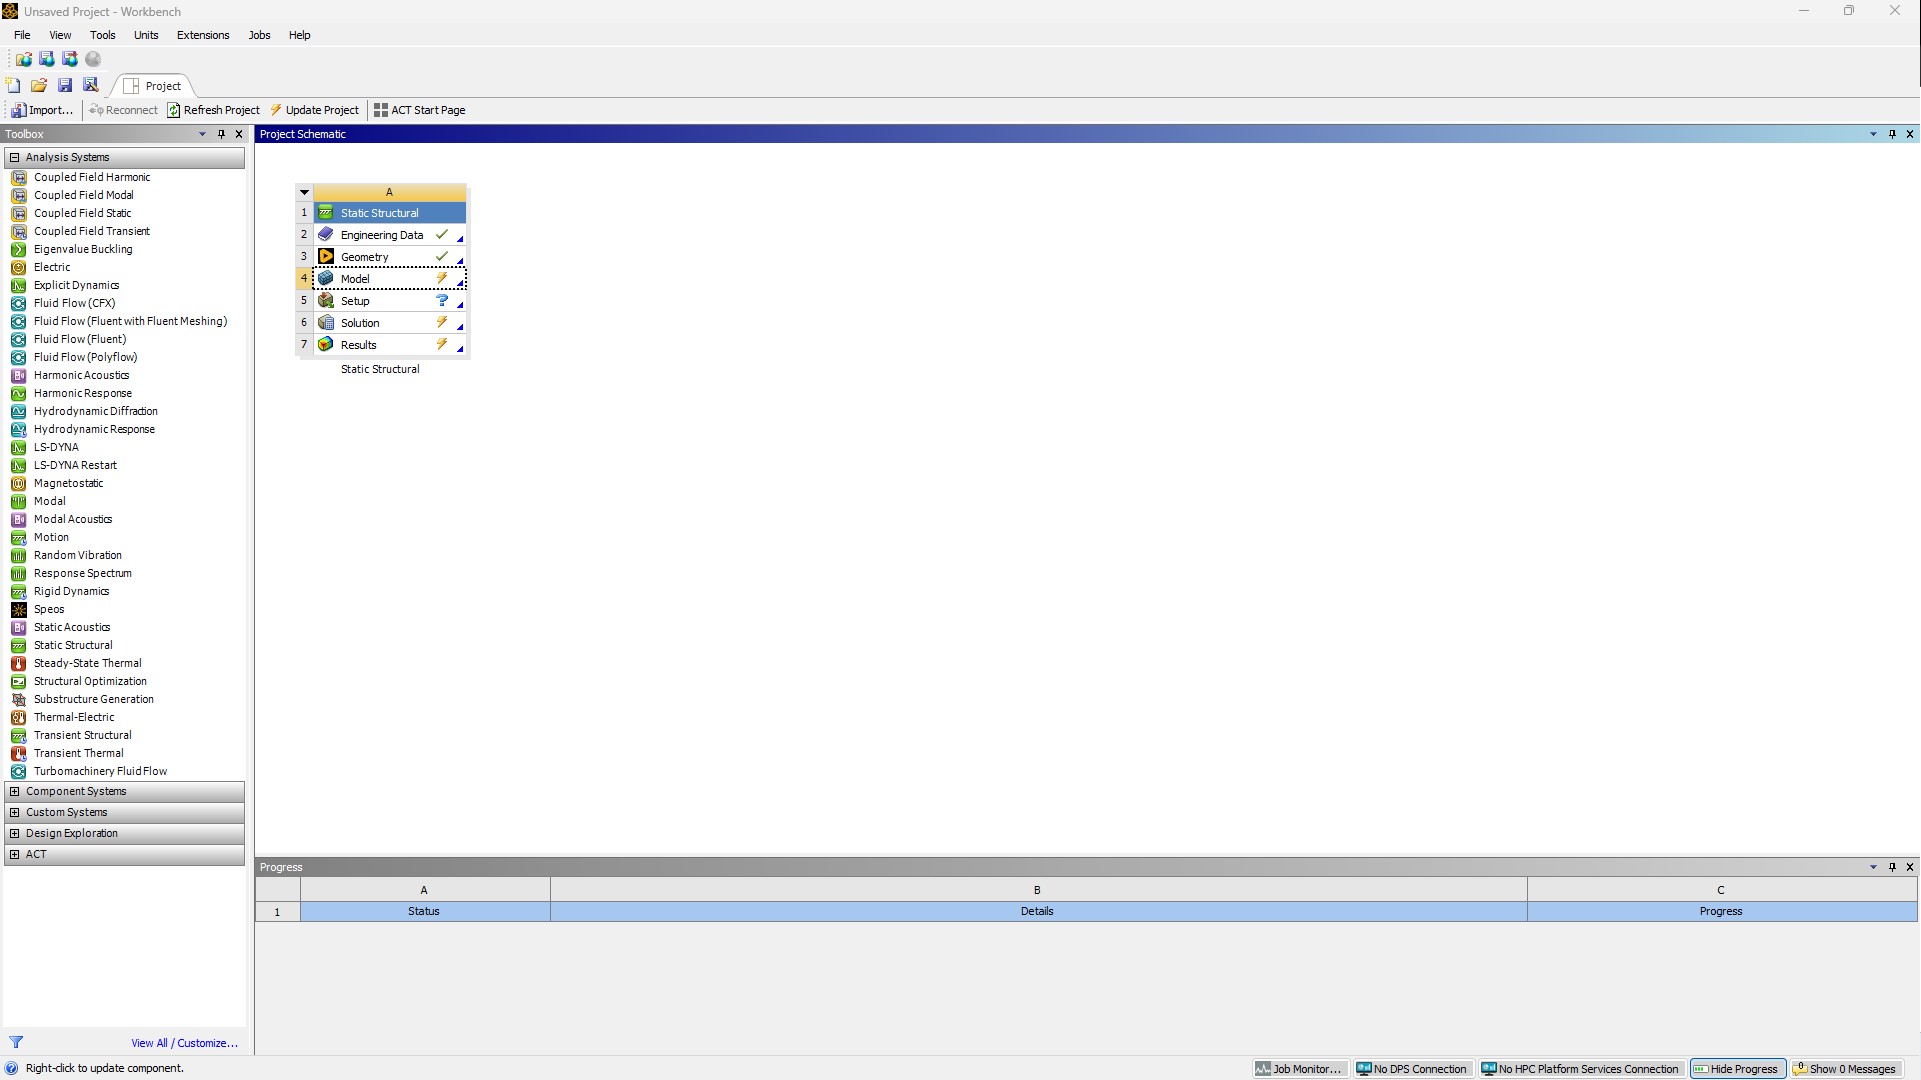 Unsaved Project - Workbench
File View Tools Units Extensions Jobs Help
Project
Import... Reconnect Refresh Project Update Project ACT Start Page
Toolbox
Analysis Systems
Coupled Field Harmonic
Coupled Field Modal
Coupled Field Static
Coupled Field Transient
Eigenvalue Buckling
Electric
Explicit Dynamics
Fluid Flow (CFX)
Fluid Flow (Fluent with Fluent Meshing)
Fluid Flow (Fluent)
Fluid Flow (Polyflow)
Harmonic Acoustics
Harmonic Response
Hydrodynamic Diffraction
Hydrodynamic Response
LS-DYNA
LS-DYNA Restart
Magnetostatic
Modal
Modal Acoustics
Motion
Random Vibration
Response Spectrum
Rigid Dynamics
Speos
Static Acoustics
Static Structural
Steady-State Thermal
Structural Optimization
Substructure Generation
Thermal-Electric
Transient Structural
Transient Thermal
Turbomachinery Fluid Flow
Component Systems
Custom Systems
Design Exploration
ACT
View All / Customize...
Project Schematic
A
1 Static Structural
2 Engineering Data
3 Geometry
4 Model
5 Setup ?
6 Solution
7 Results
Static Structural
Progress
A B C
1 Status Details Progress
Right-click to update component.
Job Monitor... No DPS Connection No HPC Platform Services Connection Hide Progress Show 0 Messages